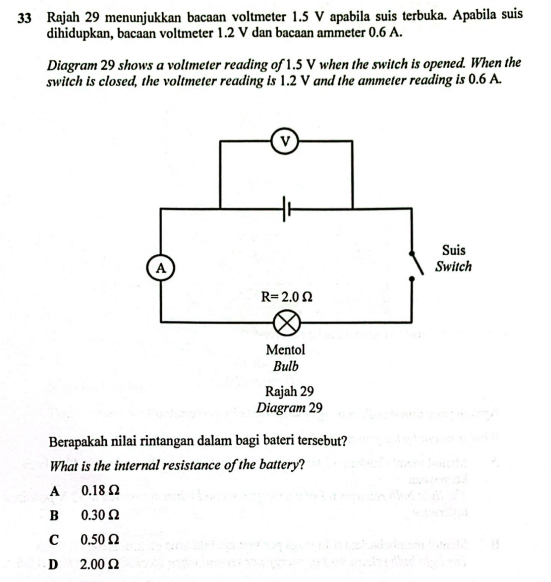 33 Rajah 29 menunjukkan bacaan voltmeter 1.5 V apabila suis terbuka. Apabila suis
dihidupkan, bacaan voltmeter 1.2 V dan bacaan ammeter 0.6 A.
Diagram 29 shows a voltmeter reading of 1.5 V when the switch is opened. When the
switch is closed, the voltmeter reading is 1.2 V and the ammeter reading is 0.6 A.
V
A
Suis
Switch
R= 2.0 Ω
Mentol
Bulb
Rajah 29
Diagram 29
Berapakah nilai rintangan dalam bagi bateri tersebut?
What is the internal resistance of the battery?
A 0.18 Ω
B 0.30 Ω
C 0.50 Ω
D 2.00 Ω